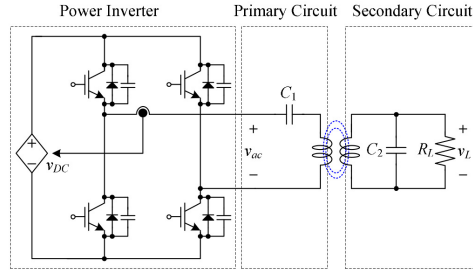 Power Inverter
Primary Circuit
Secondary Circuit
C1
+
vDC
−
+
vac
−
C2
RL
+
vL
−